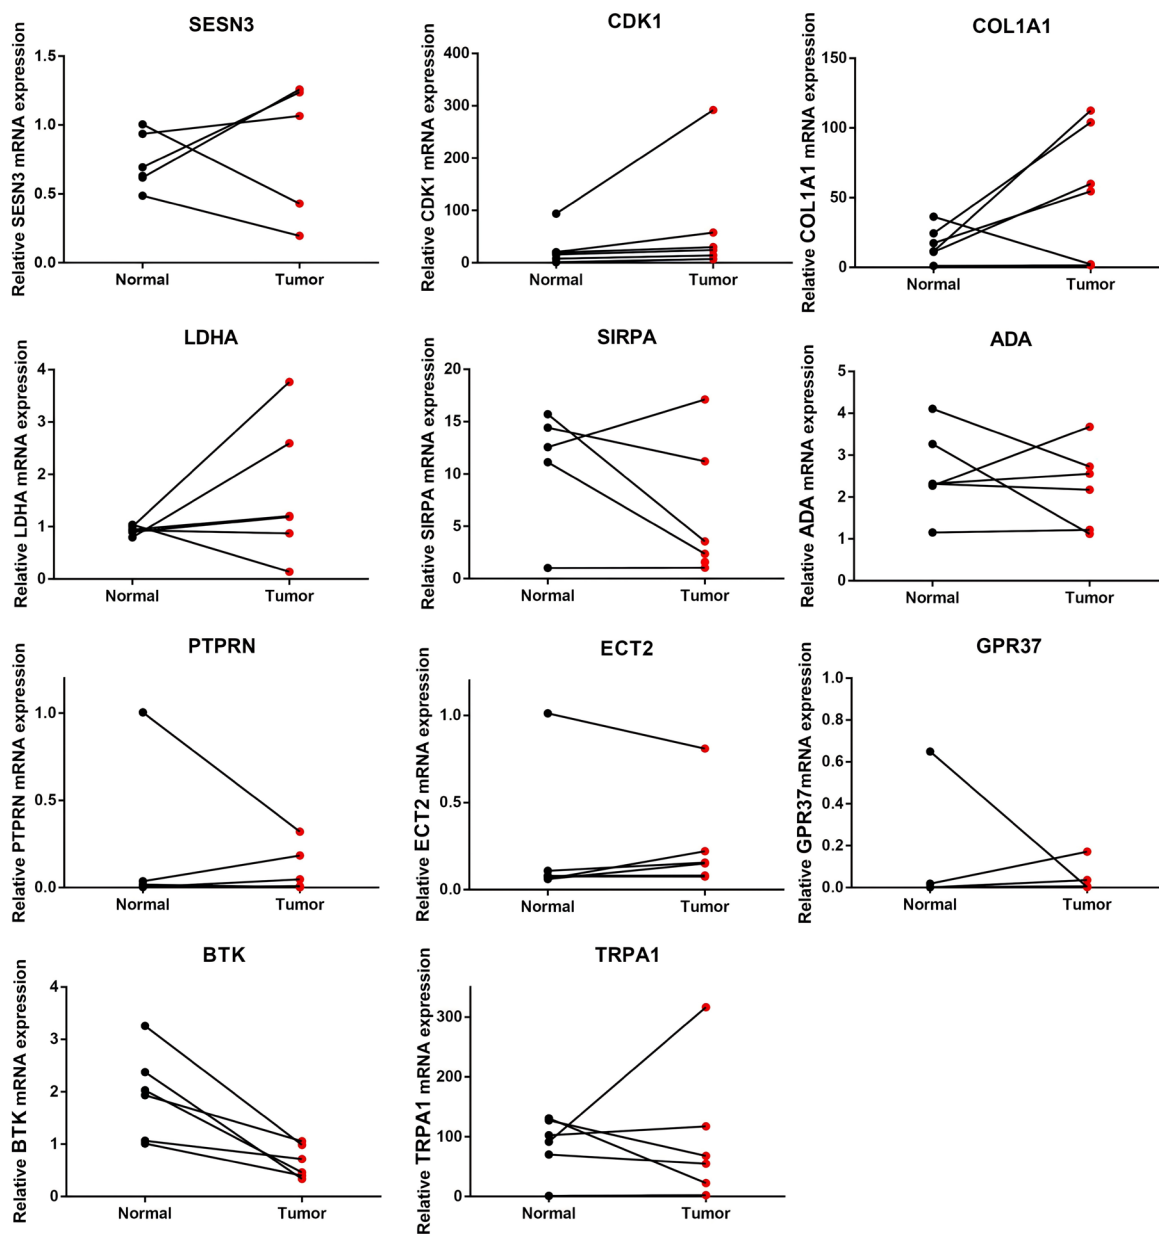 SESN3
Relative SESN3 mRNA expression
1.5
1.0
0.5
0.0
Normal
Tumor
CDK1
Relative CDK1 mRNA expression
400
300
200
100
0
Normal
Tumor
COL1A1
Relative COL1A1 mRNA expression
150
100
50
0
Normal
Tumor
LDHA
Relative LDHA mRNA expression
4
3
2
1
0
Normal
Tumor
SIRPA
Relative SIRPA mRNA expression
20
15
10
5
0
Normal
Tumor
ADA
Relative ADA mRNA expression
5
4
3
2
1
0
Normal
Tumor
PTPRN
Relative PTPRN mRNA expression
1.0
0.5
0.0
Normal
Tumor
ECT2
Relative ECT2 mRNA expression
1.0
0.5
0.0
Normal
Tumor
GPR37
Relative GPR37mRNA expression
1.0
0.8
0.6
0.4
0.2
0.0
Normal
Tumor
BTK
Relative BTK mRNA expression
4
3
2
1
0
Normal
Tumor
TRPA1
Relative TRPA1 mRNA expression
300
200
100
0
Normal
Tumor